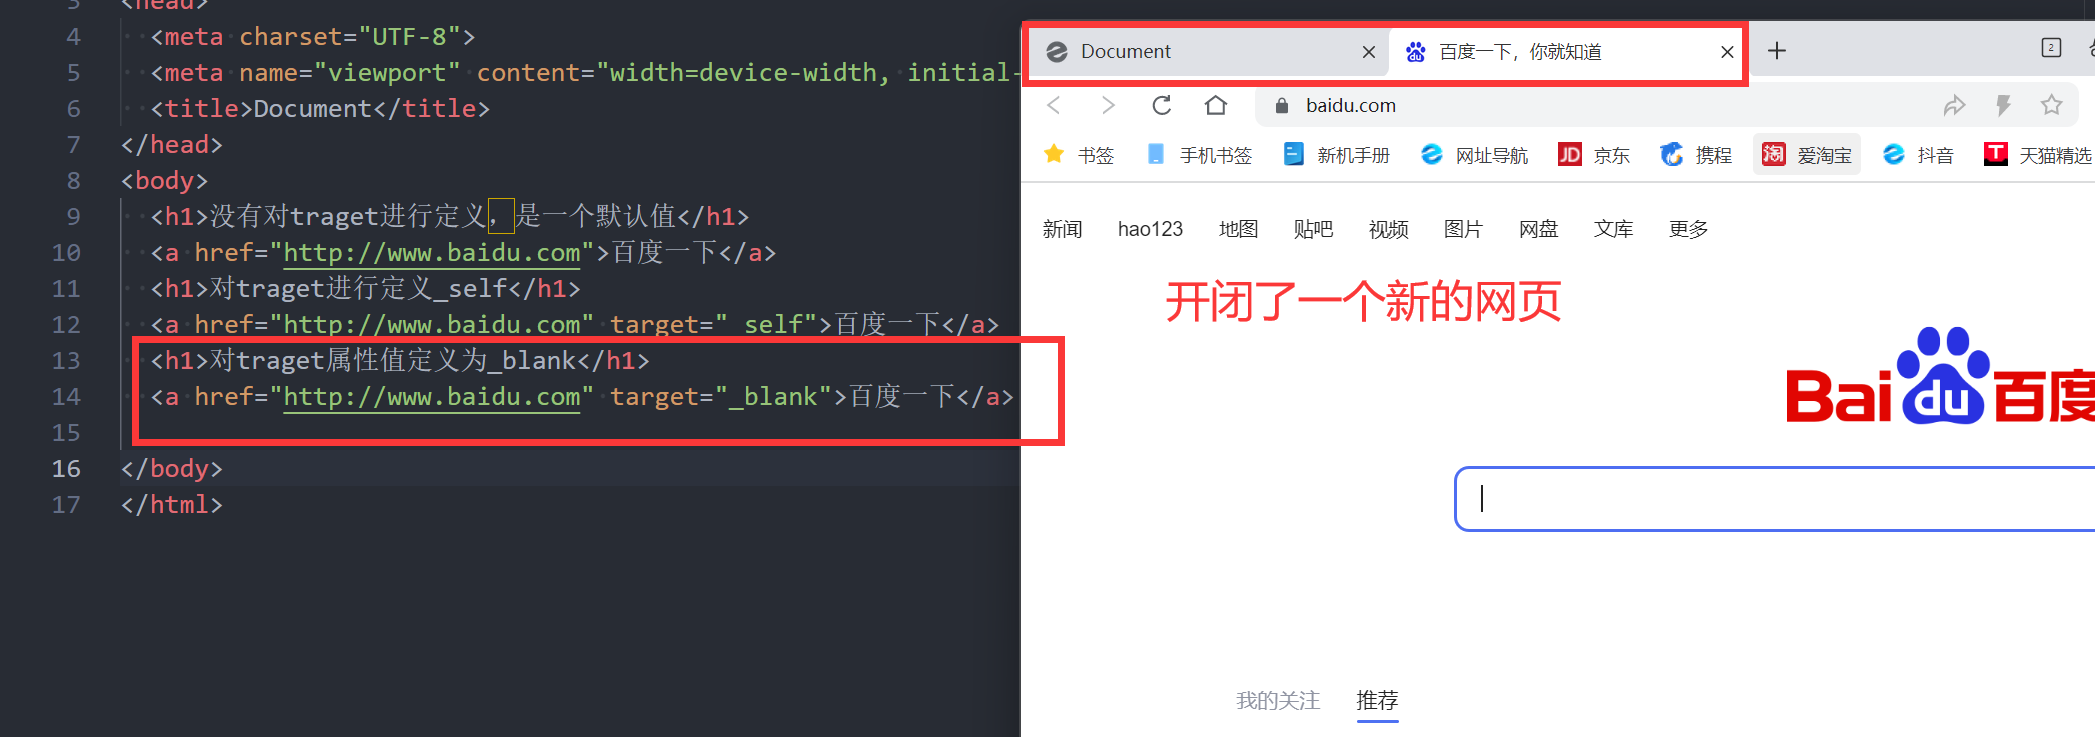 3 <head>
4 <meta charset="UTF-8">
5 <meta name="viewport" content="width=device-width, initial-
6 <title>Document</title>
7 </head>
8 <body>
9 <h1>没有对traget进行定义，是一个默认值</h1>
10 <a href="http://www.baidu.com">百度一下</a>
11 <h1>对traget进行定义_self</h1>
12 <a href="http://www.baidu.com" target="_self">百度一下</a>
13 <h1>对traget属性值定义为_blank</h1>
14 <a href="http://www.baidu.com" target="_blank">百度一下</a>
15
16 </body>
17 </html>
Document 百度一下，你就知道 2
baidu.com
书签 手机书签 新机手册 网址导航 JD 京东 携程 淘 爱淘宝 抖音 T 天猫精选
新闻 hao123 地图 贴吧 视频 图片 网盘 文库 更多
开闭了一个新的网页
Bai du 百度
我的关注 推荐